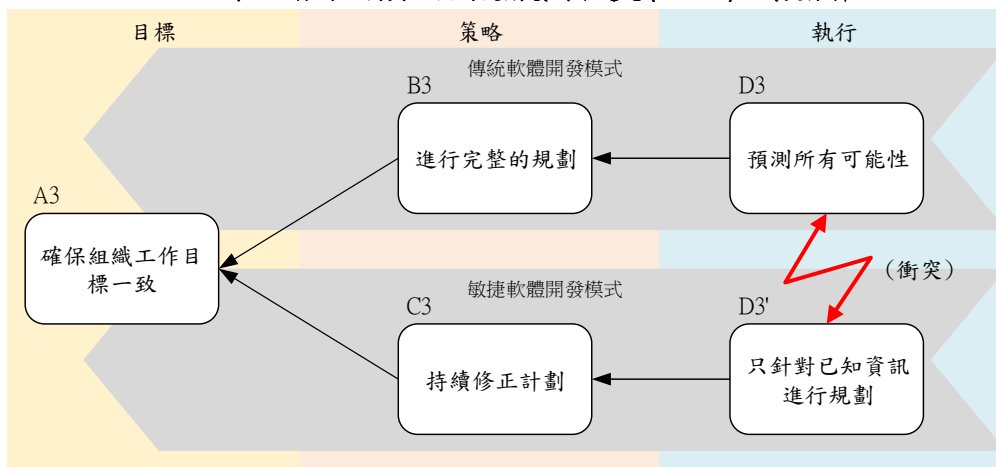 目標
策略
執行
傳統軟體開發模式
B3
D3
進行完整的規劃
預測所有可能性
A3
確保組織工作目
標一致
(衝突)
敏捷軟體開發模式
C3
D3'
持續修正計劃
只針對已知資訊
進行規劃